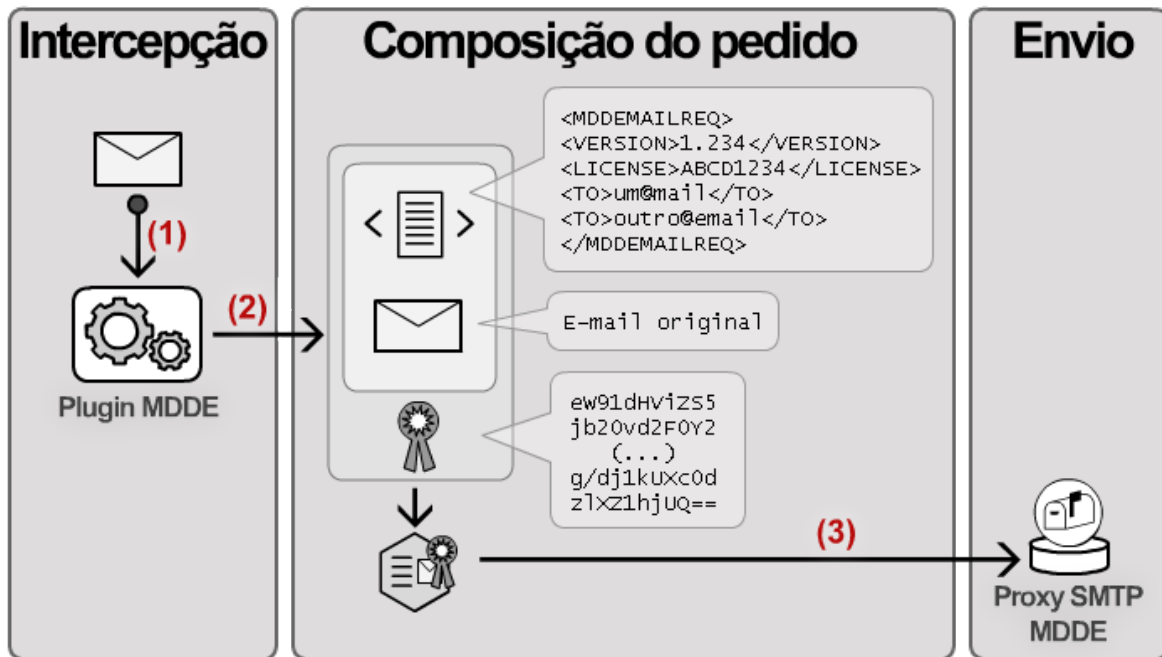 Intercepção
Composição do pedido
Envio
(1)
Plugin MDDE
(2)
<MDDEMAILREQ>
<VERSION>1.234</VERSION>
<LICENSE>ABCD1234</LICENSE>
<TO>um@mail</TO>
<TO>outro@email</TO>
</MDDEMAILREQ>
E-mail original
ew91dHViZS5
jb20vd2F0Y2
(...)
g/dj1kUXc0d
zlXZ1hjUQ==
(3)
Proxy SMTP
MDDE